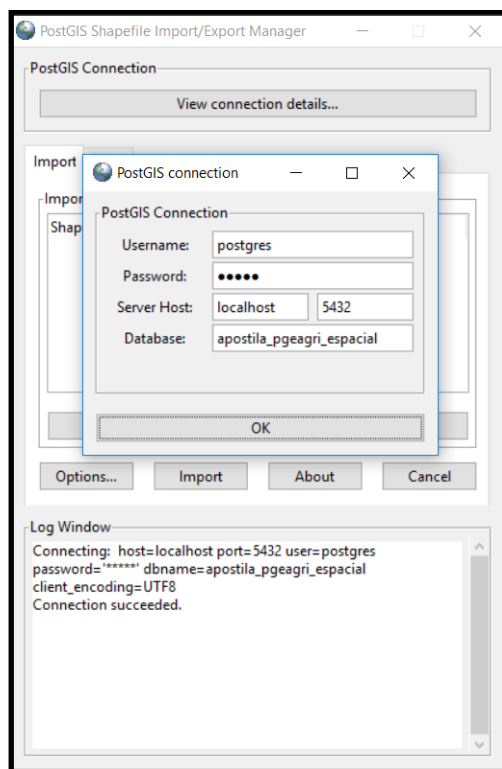 PostGIS Shapefile Import/Export Manager
PostGIS Connection
View connection details...
Import
PostGIS connection
PostGIS Connection
Username: postgres
Password: •••••
Server Host: localhost 5432
Database: apostila_pgeagri_espacial
OK
Impor
Shap
Options... Import About Cancel
Log Window
Connecting: host=localhost port=5432 user=postgres
password='*****' dbname=apostila_pgeagri_espacial
client_encoding=UTF8
Connection succeeded.